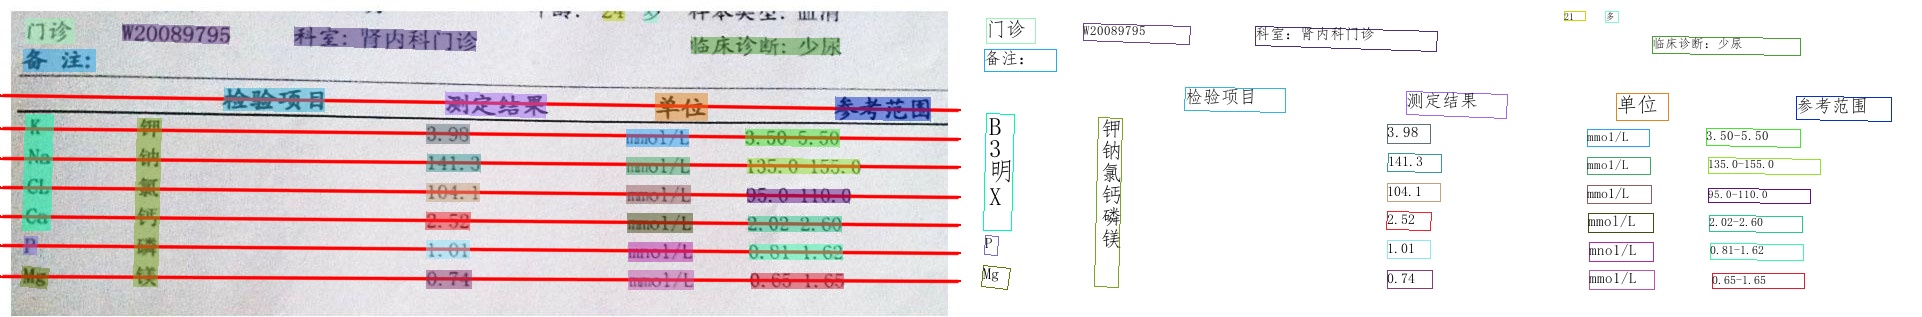 样本类型: 血清
门诊 W20089795 科室: 肾内科门诊 临床诊断: 少尿
备 注:
检验项目 测定结果 单位 参考范围
K 钾 3.98 mmol/L 3.50-5.50
Na 钠 141.3 mmol/L 135.0-155.0
CL 氯 104.1 mmol/L 95.0-110.0
Ca 钙 2.52 mmol/L 2.02-2.60
P 磷 1.01 mmol/L 0.81-1.62
Mg 镁 0.74 mmol/L 0.65-1.65
21 多
门诊 W20089795 科室: 肾内科门诊 临床诊断: 少尿
备注:
检验项目 测定结果 单位 参考范围
B 钾 3.98 mmo1/L 3.50-5.50
3 钠 141.3 mmol/L 135.0-155.0
明 氯 104.1 mmol/L 95.0-110.0
X 钙 2.52 mmol/L 2.02-2.60
P 磷 1.01 mnol/L 0.81-1.62
Mg 镁 0.74 mmol/L 0.65-1.65